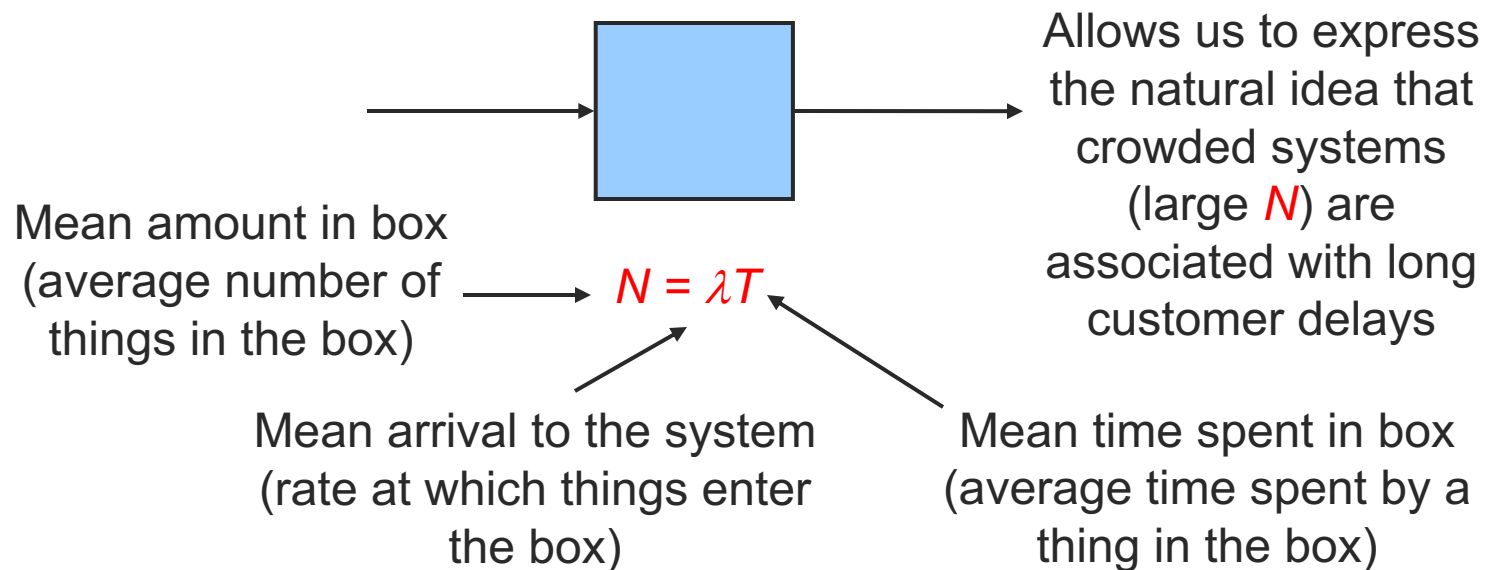 Allows us to express
the natural idea that
crowded systems
(large N) are
associated with long
customer delays
Mean amount in box
(average number of
things in the box)
N = λT
Mean arrival to the system
(rate at which things enter
the box)
Mean time spent in box
(average time spent by a
thing in the box)